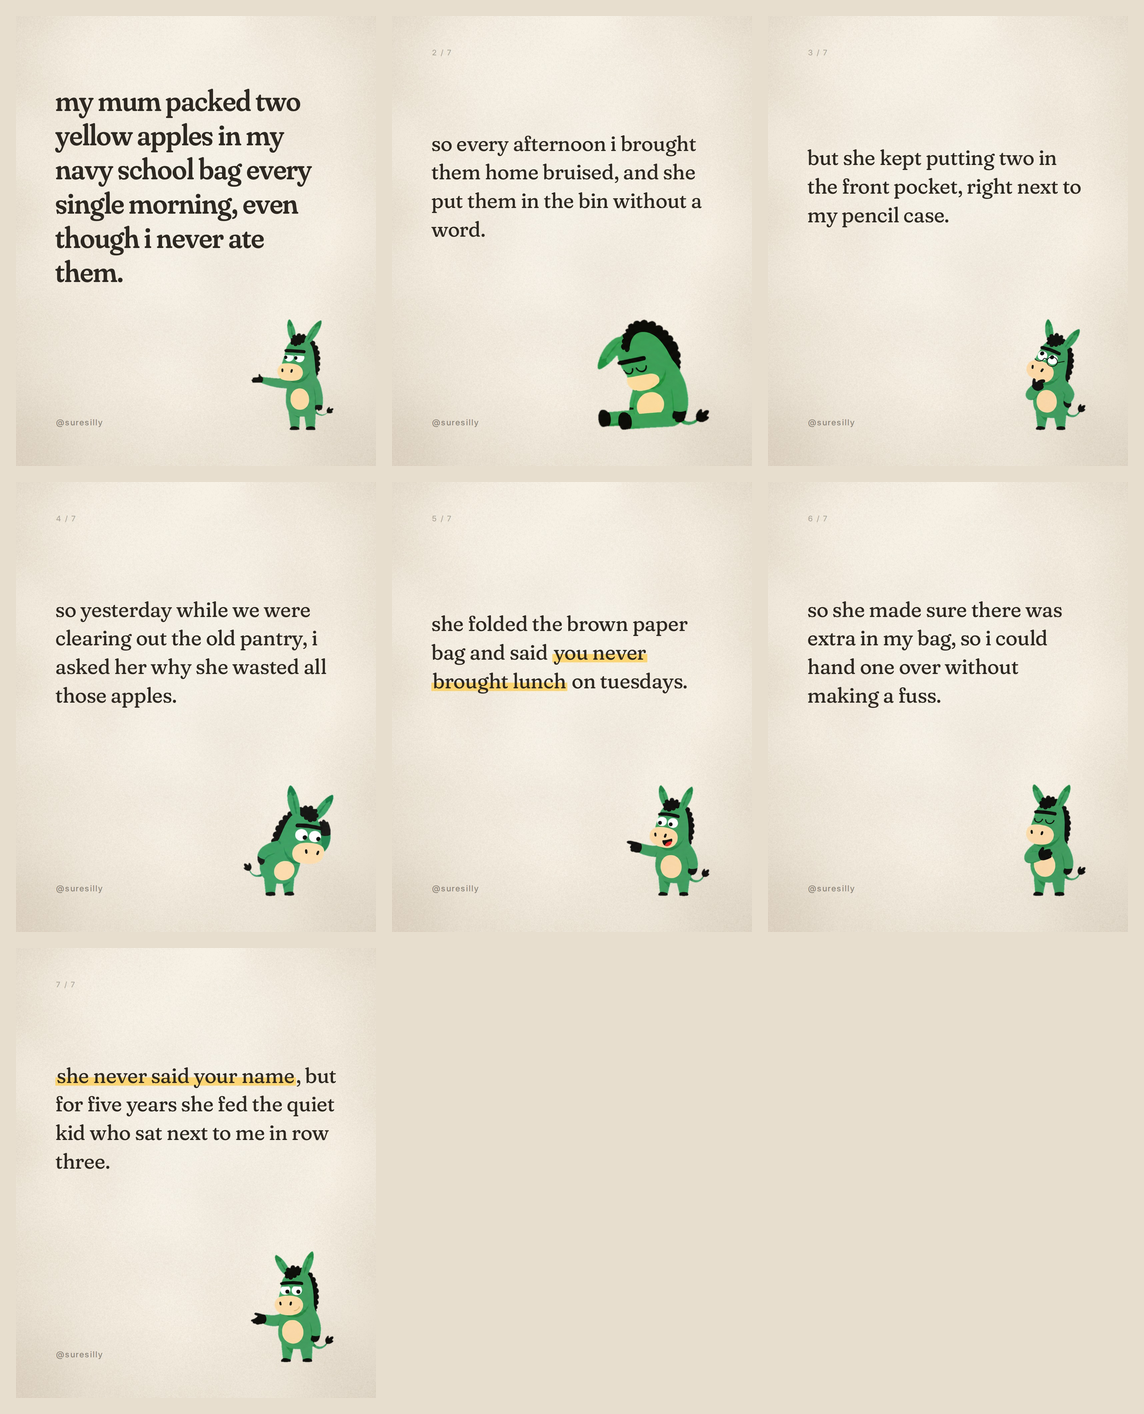 my mum packed two
yellow apples in my
navy school bag every
single morning, even
though i never ate
them.
@suresilly
2 / 7
so every afternoon i brought
them home bruised, and she
put them in the bin without a
word.
@suresilly
3 / 7
but she kept putting two in
the front pocket, right next to
my pencil case.
@suresilly
4 / 7
so yesterday while we were
clearing out the old pantry, i
asked her why she wasted all
those apples.
@suresilly
5 / 7
she folded the brown paper
bag and said you never
brought lunch on tuesdays.
@suresilly
6 / 7
so she made sure there was
extra in my bag, so i could
hand one over without
making a fuss.
@suresilly
7 / 7
she never said your name, but
for five years she fed the quiet
kid who sat next to me in row
three.
@suresilly